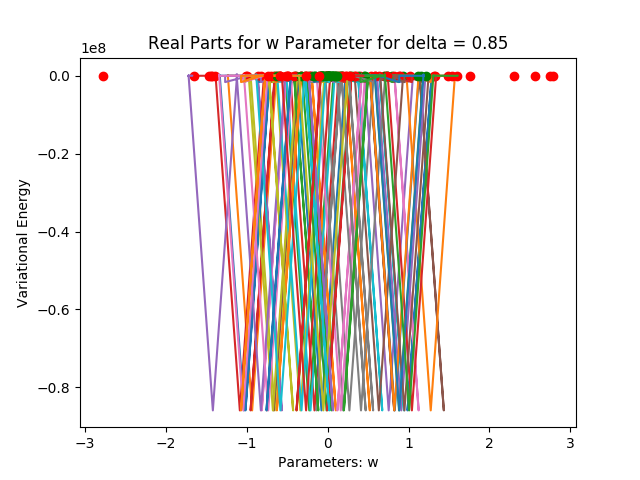 Real Parts for w Parameter for delta = 0.85
1e8
0.0
−0.2
−0.4
−0.6
−0.8
Variational Energy
−3 −2 −1 0 1 2 3
Parameters: w